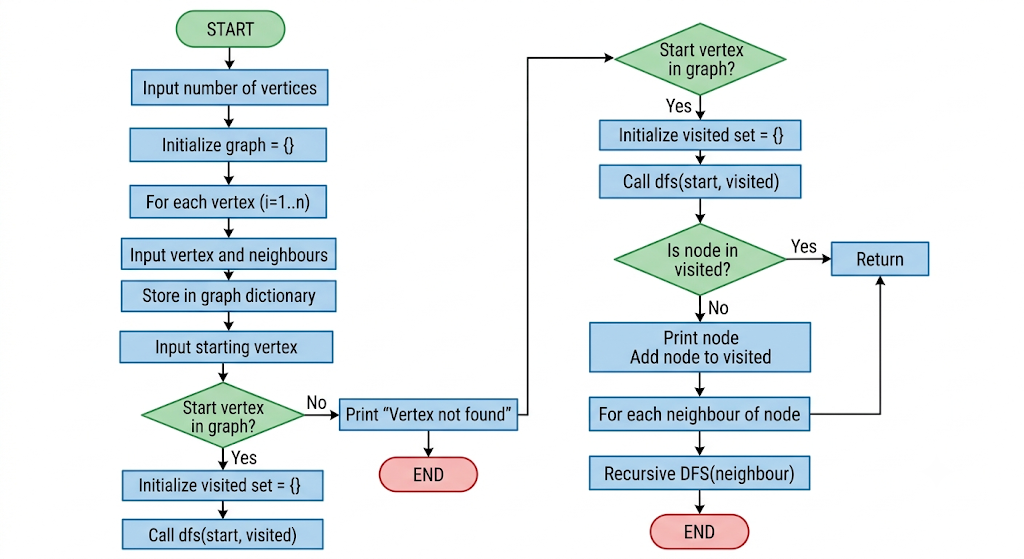 START
Input number of vertices
Initialize graph = {}
For each vertex (i=1..n)
Input vertex and neighbours
Store in graph dictionary
Input starting vertex
Start vertex
in graph?
No
Print “Vertex not found”
END
Yes
Initialize visited set = {}
Call dfs(start, visited)
Start vertex
in graph?
Yes
Initialize visited set = {}
Call dfs(start, visited)
Is node in
visited?
Yes
Return
No
Print node
Add node to visited
For each neighbour of node
Recursive DFS(neighbour)
END